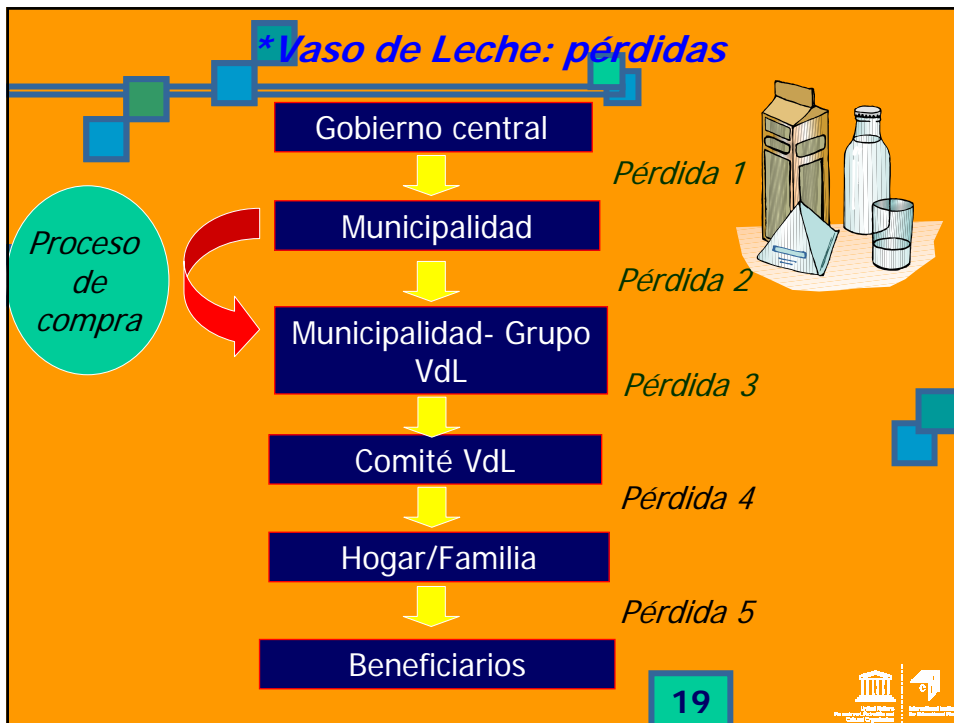 *Vaso de Leche: pérdidas
Gobierno central
Pérdida 1
Municipalidad
Proceso
de
compra
Pérdida 2
Municipalidad- Grupo
VdL
Pérdida 3
Comité VdL
Pérdida 4
Hogar/Familia
Pérdida 5
Beneficiarios
19